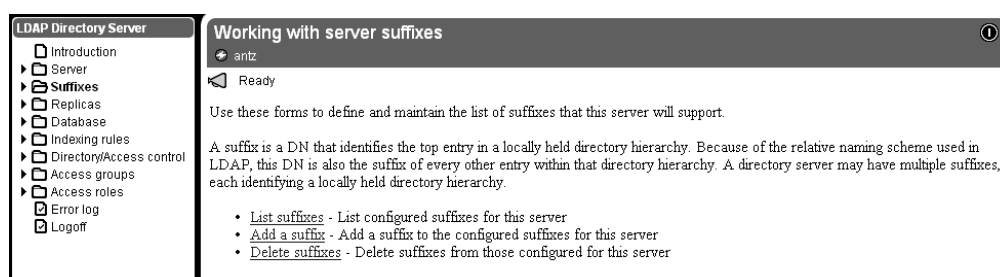 LDAP Directory Server
Introduction
Server
Suffixes
Replicas
Database
Indexing rules
Directory/Access control
Access groups
Access roles
Error log
Logoff
Working with server suffixes
antz
Ready
Use these forms to define and maintain the list of suffixes that this server will support.
A suffix is a DN that identifies the top entry in a locally held directory hierarchy. Because of the relative naming scheme used in
LDAP, this DN is also the suffix of every other entry within that directory hierarchy. A directory server may have multiple suffixes,
each identifying a locally held directory hierarchy.
• List suffixes - List configured suffixes for this server
• Add a suffix - Add a suffix to the configured suffixes for this server
• Delete suffixes - Delete suffixes from those configured for this server